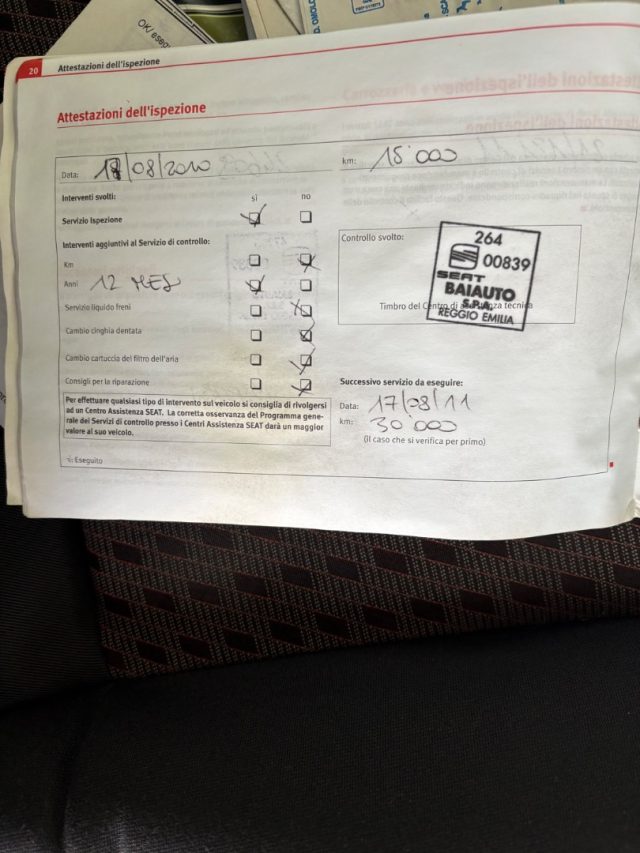 OK/ esegu
20 Attestazioni dell'ispezione
Attestazioni dell'ispezione
Data: 18/08/2010
km: 15'000
Interventi svolti: sì no
Servizio Ispezione
Interventi aggiuntivi al Servizio di controllo:
Km
Anni 12 MESI
Servizio liquido freni
Cambio cinghia dentata
Cambio cartuccia del filtro dell'aria
Consigli per la riparazione
Per effettuare qualsiasi tipo di intervento sul veicolo si consiglia di rivolgersi
ad un Centro Assistenza SEAT. La corretta osservanza del Programma gene-
rale dei Servizi di controllo presso i Centri Assistenza SEAT darà un maggior
valore al suo veicolo.
√: Eseguito
Controllo svolto:
264
00839
SEAT
BAIAUTO
S.P.A.
REGGIO EMILIA
Timbro del Centro di assistenza tecnica
Successivo servizio da eseguire:
Data: 17/08/11
km: 30'000
(Il caso che si verifica per primo)